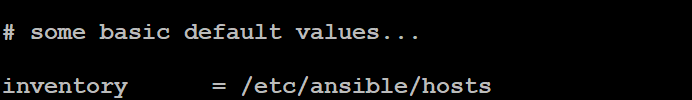 # some basic default values...
inventory      = /etc/ansible/hosts